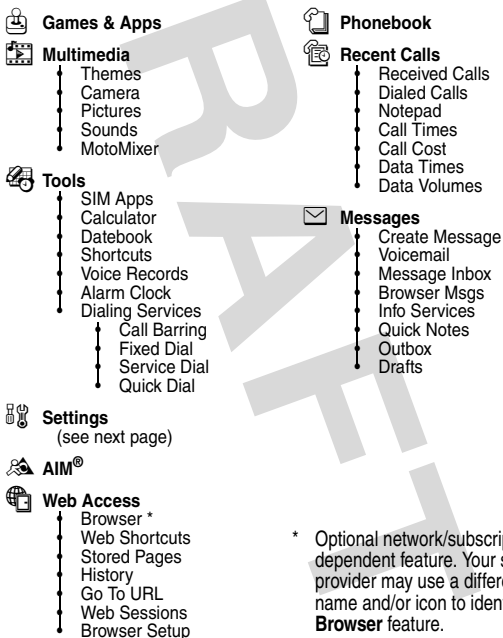 Games & Apps
Multimedia
Themes
Camera
Pictures
Sounds
MotoMixer
Tools
SIM Apps
Calculator
Datebook
Shortcuts
Voice Records
Alarm Clock
Dialing Services
Call Barring
Fixed Dial
Service Dial
Quick Dial
Settings
(see next page)
AIM®
Web Access
Browser *
Web Shortcuts
Stored Pages
History
Go To URL
Web Sessions
Browser Setup
Phonebook
Recent Calls
Received Calls
Dialed Calls
Notepad
Call Times
Call Cost
Data Times
Data Volumes
Messages
Create Message
Voicemail
Message Inbox
Browser Msgs
Info Services
Quick Notes
Outbox
Drafts
* Optional network/subscrip
dependent feature. Your s
provider may use a differe
name and/or icon to iden
Browser feature.
DRAFT